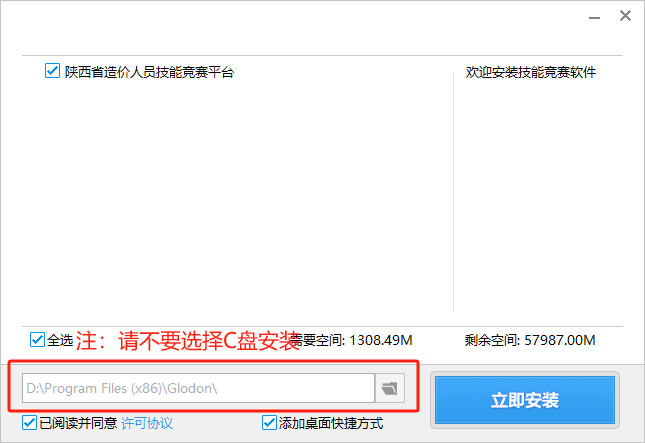 陕西省造价人员技能竞赛平台
欢迎安装技能竞赛软件
全选
注：请不要选择C盘安装
需要空间: 1308.49M
剩余空间: 57987.00M
D:\Program Files (x86)\Glodon\
立即安装
已阅读并同意 许可协议
添加桌面快捷方式